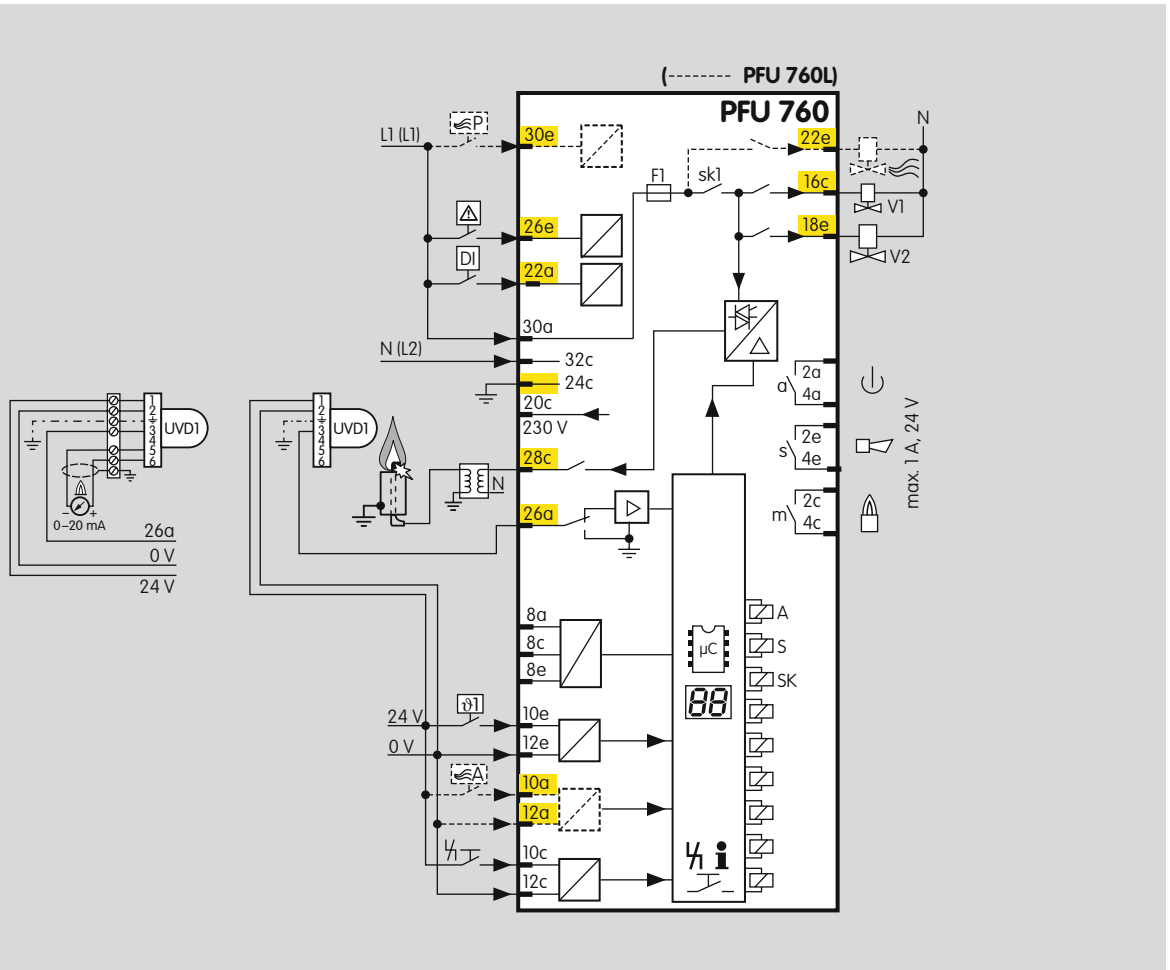 (-------- PFU 760L)
PFU 760
N
L1 (L1)
P
30e
22e
F1
sk1
16c
V1
26e
18e
V2
DI
22a
30a
N (L2)
32c
24c
20c
230 V
28c
N
26a
2a
a
4a
2e
s
4e
2c
m
4c
max. 1 A, 24 V
1
2
3
4
5
6
UVD1
- +
0–20 mA
26a
0 V
24 V
1
2
3
4
5
6
UVD1
8a
8c
8e
µC
88
A
S
SK
24 V
ϑ1
10e
0 V
12e
A
10a
12a
10c
12c
i